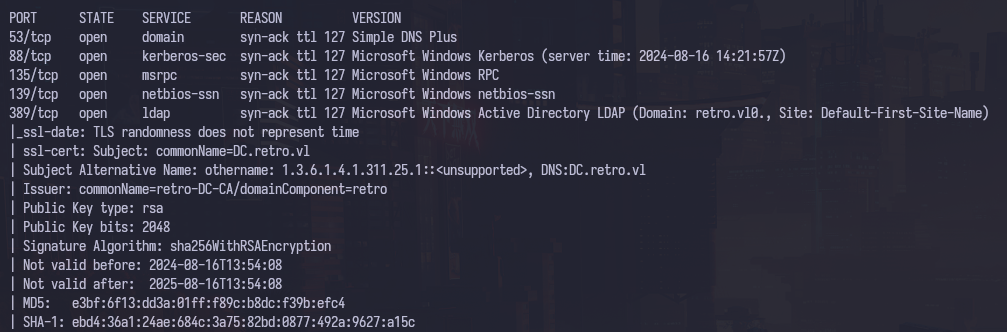 PORT STATE SERVICE REASON VERSION
53/tcp open domain syn-ack ttl 127 Simple DNS Plus
88/tcp open kerberos-sec syn-ack ttl 127 Microsoft Windows Kerberos (server time: 2024-08-16 14:21:57Z)
135/tcp open msrpc syn-ack ttl 127 Microsoft Windows RPC
139/tcp open netbios-ssn syn-ack ttl 127 Microsoft Windows netbios-ssn
389/tcp open ldap syn-ack ttl 127 Microsoft Windows Active Directory LDAP (Domain: retro.vl0., Site: Default-First-Site-Name)
|_ssl-date: TLS randomness does not represent time
| ssl-cert: Subject: commonName=DC.retro.vl
| Subject Alternative Name: othername: 1.3.6.1.4.1.311.25.1::<unsupported>, DNS:DC.retro.vl
| Issuer: commonName=retro-DC-CA/domainComponent=retro
| Public Key type: rsa
| Public Key bits: 2048
| Signature Algorithm: sha256WithRSAEncryption
| Not valid before: 2024-08-16T13:54:08
| Not valid after:  2025-08-16T13:54:08
| MD5:   e3bf:6f13:dd3a:01ff:f89c:b8dc:f39b:efc4
| SHA-1: ebd4:36a1:24ae:684c:3a75:82bd:0877:492a:9627:a15c